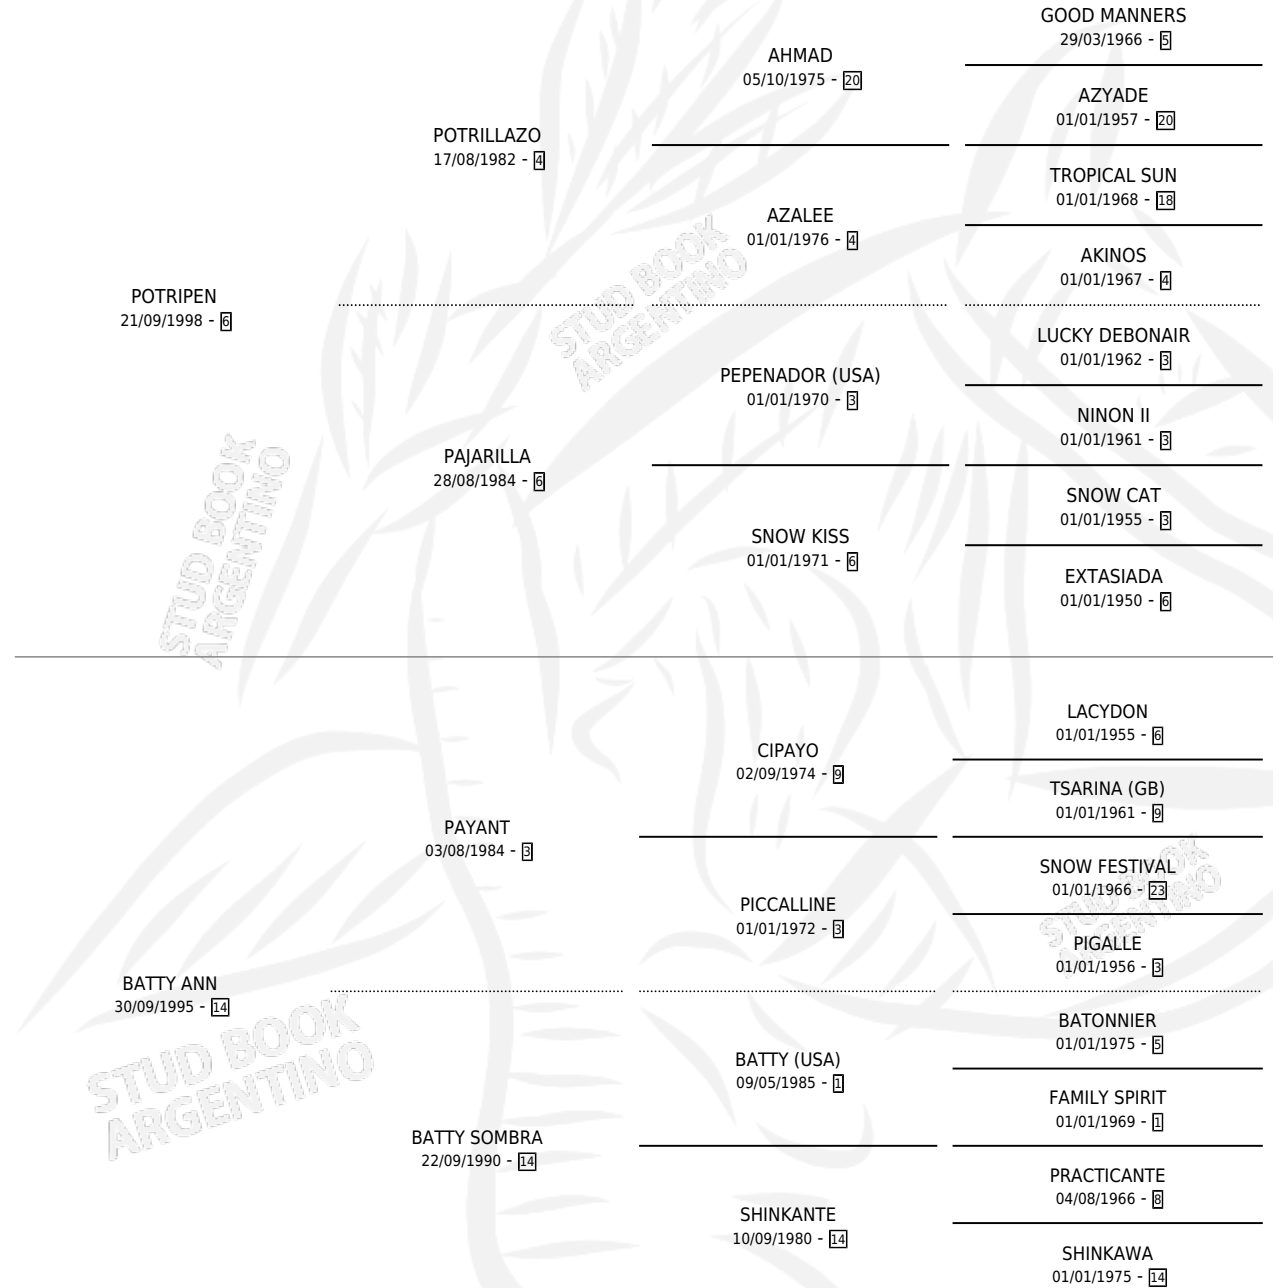 GOOD MANNERS
29/03/1966 - 5
AHMAD
05/10/1975 - 20
AZYADE
01/01/1957 - 20
POTRILLAZO
17/08/1982 - 4
TROPICAL SUN
01/01/1968 - 18
AZALEE
01/01/1976 - 4
AKINOS
01/01/1967 - 4
POTRIPEN
21/09/1998 - 6
STUD BOOK
ARGENTINO
LUCKY DEBONAIR
01/01/1962 - 3
PEPENADOR (USA)
01/01/1970 - 3
NINON II
01/01/1961 - 3
PAJARILLA
28/08/1984 - 6
SNOW CAT
01/01/1955 - 3
SNOW KISS
01/01/1971 - 6
EXTASIADA
01/01/1950 - 6
STUD BOOK
ARGENTINO
LACYDON
01/01/1955 - 6
CIPAYO
02/09/1974 - 9
TSARINA (GB)
01/01/1961 - 9
PAYANT
03/08/1984 - 3
SNOW FESTIVAL
01/01/1966 - 23
PICCALLINE
01/01/1972 - 3
PIGALLE
01/01/1956 - 3
STUD BOOK
ARGENTINO
BATTY ANN
30/09/1995 - 14
BATONNIER
01/01/1975 - 5
BATTY (USA)
09/05/1985 - 1
FAMILY SPIRIT
01/01/1969 - 1
STUD BOOK
ARGENTINO
BATTY SOMBRA
22/09/1990 - 14
PRACTICANTE
04/08/1966 - 8
SHINKANTE
10/09/1980 - 14
SHINKAWA
01/01/1975 - 14